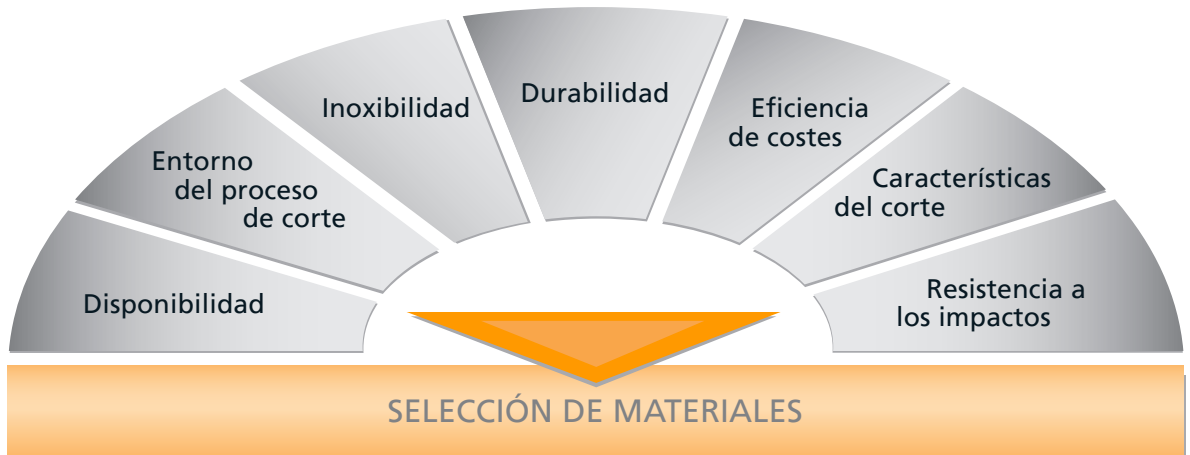 Disponibilidad
Entorno
del proceso
de corte
Inoxibilidad
Durabilidad
Eficiencia
de costes
Características
del corte
Resistencia a
los impactos
SELECCIÓN DE MATERIALES